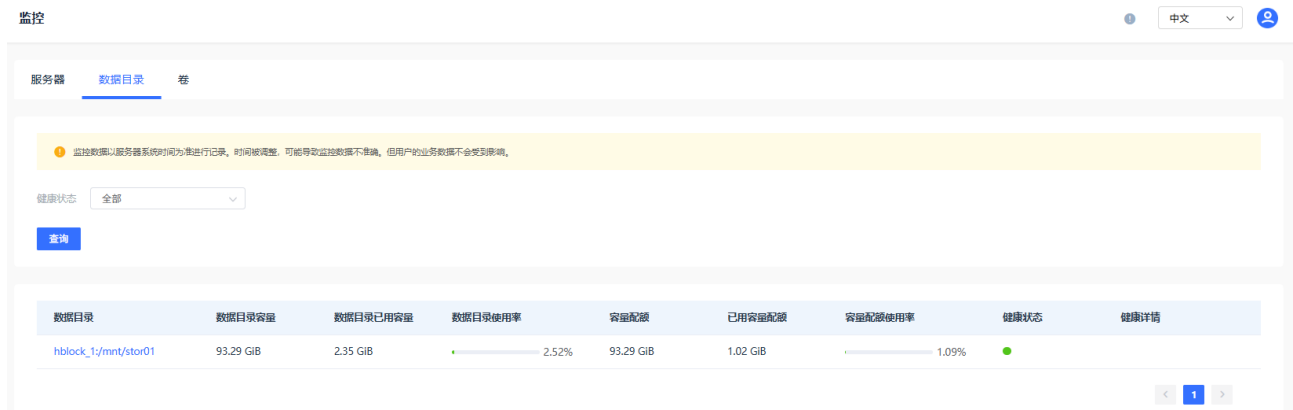 监控
中文
服务器 数据目录 卷
监控数据以服务器系统时间为准进行记录。时间被调整，可能导致监控数据不准确。但用户的业务数据不会受到影响。
健康状态 全部
查询
数据目录 数据目录容量 数据目录已用容量 数据目录使用率 容量配额 已用容量配额 容量配额使用率 健康状态 健康详情
hblock_1:/mnt/stor01 93.29 GiB 2.35 GiB 2.52% 93.29 GiB 1.02 GiB 1.09%
< 1 >